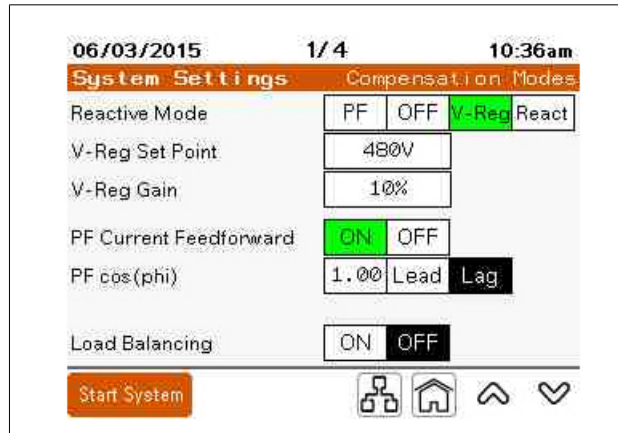 06/03/2015 1/4 10:36am
System Settings Compensation Modes
Reactive Mode PF OFF V-Reg React
V-Reg Set Point 480V
V-Reg Gain 10%
PF Current Feedforward ON OFF
PF cos(phi) 1.00 Lead Lag
Load Balancing ON OFF
Start System